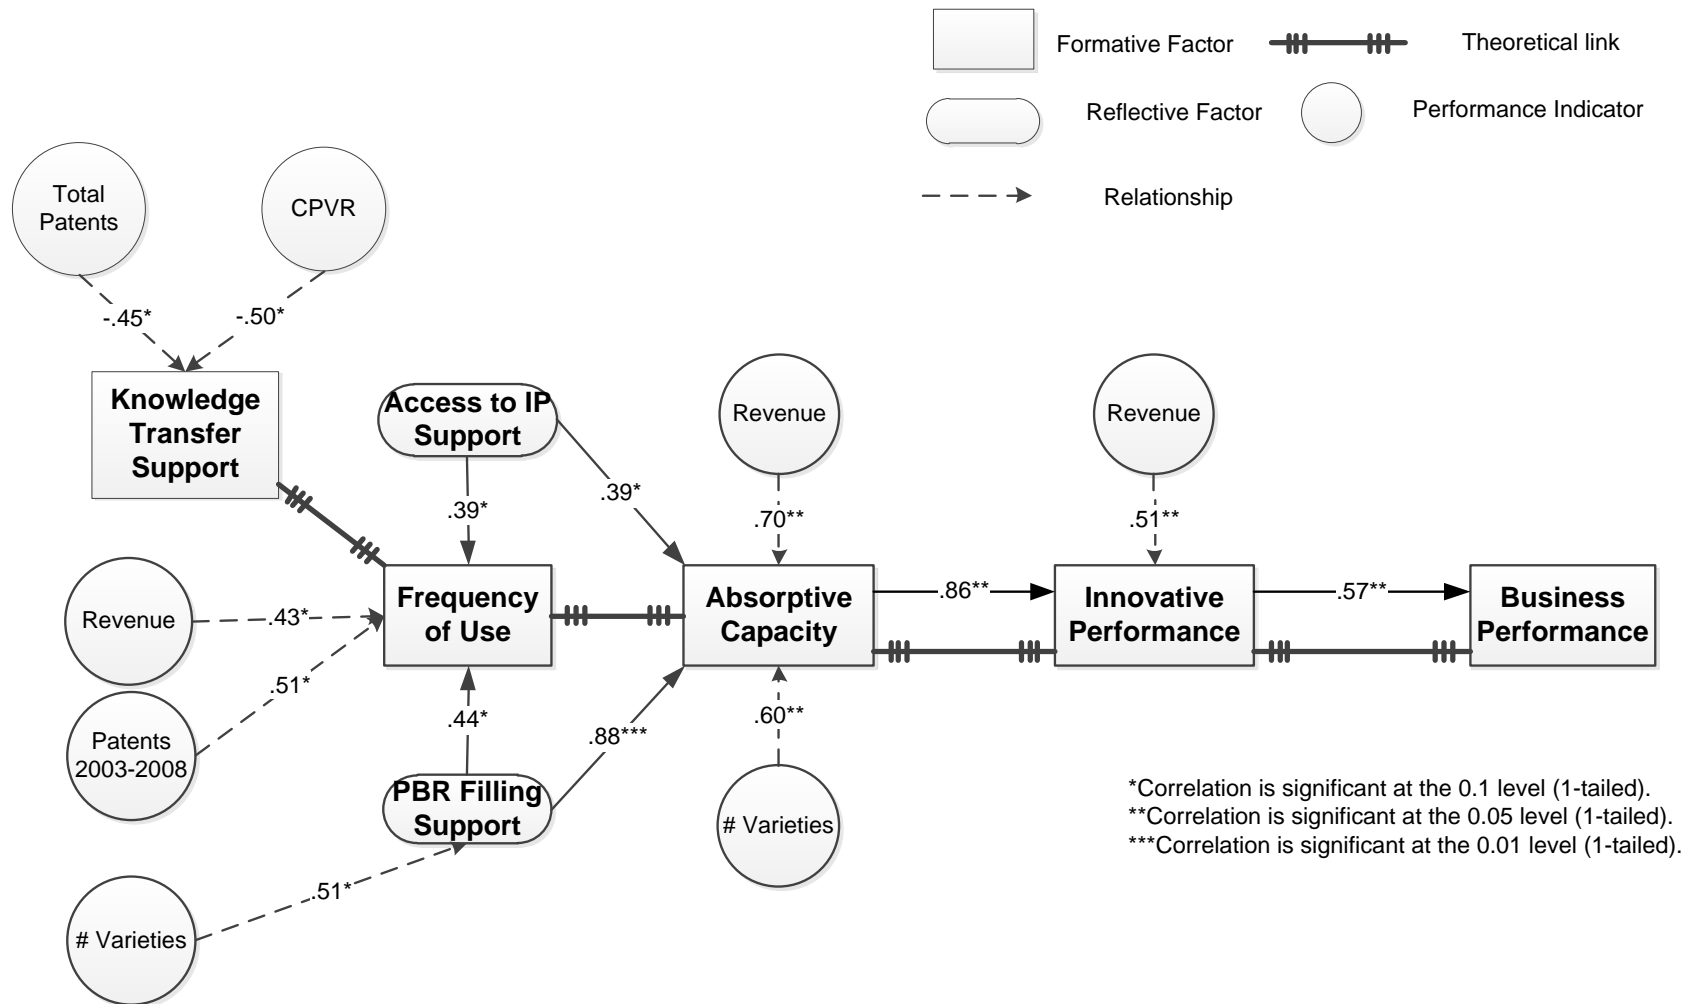 Formative Factor
Theoretical link
Reflective Factor
Performance Indicator
Relationship
Total
Patents
CPVR
-.45*
-.50*
Knowledge
Transfer
Support
Access to IP
Support
Revenue
Revenue
.39*
.39*
.70**
.51**
Revenue
.43*
Frequency
of Use
Absorptive
Capacity
.86**
Innovative
Performance
.57**
Business
Performance
.51*
Patents
2003-2008
.44*
.88***
.60**
PBR Filling
Support
# Varieties
.51*
# Varieties
*Correlation is significant at the 0.1 level (1-tailed).
**Correlation is significant at the 0.05 level (1-tailed).
***Correlation is significant at the 0.01 level (1-tailed).